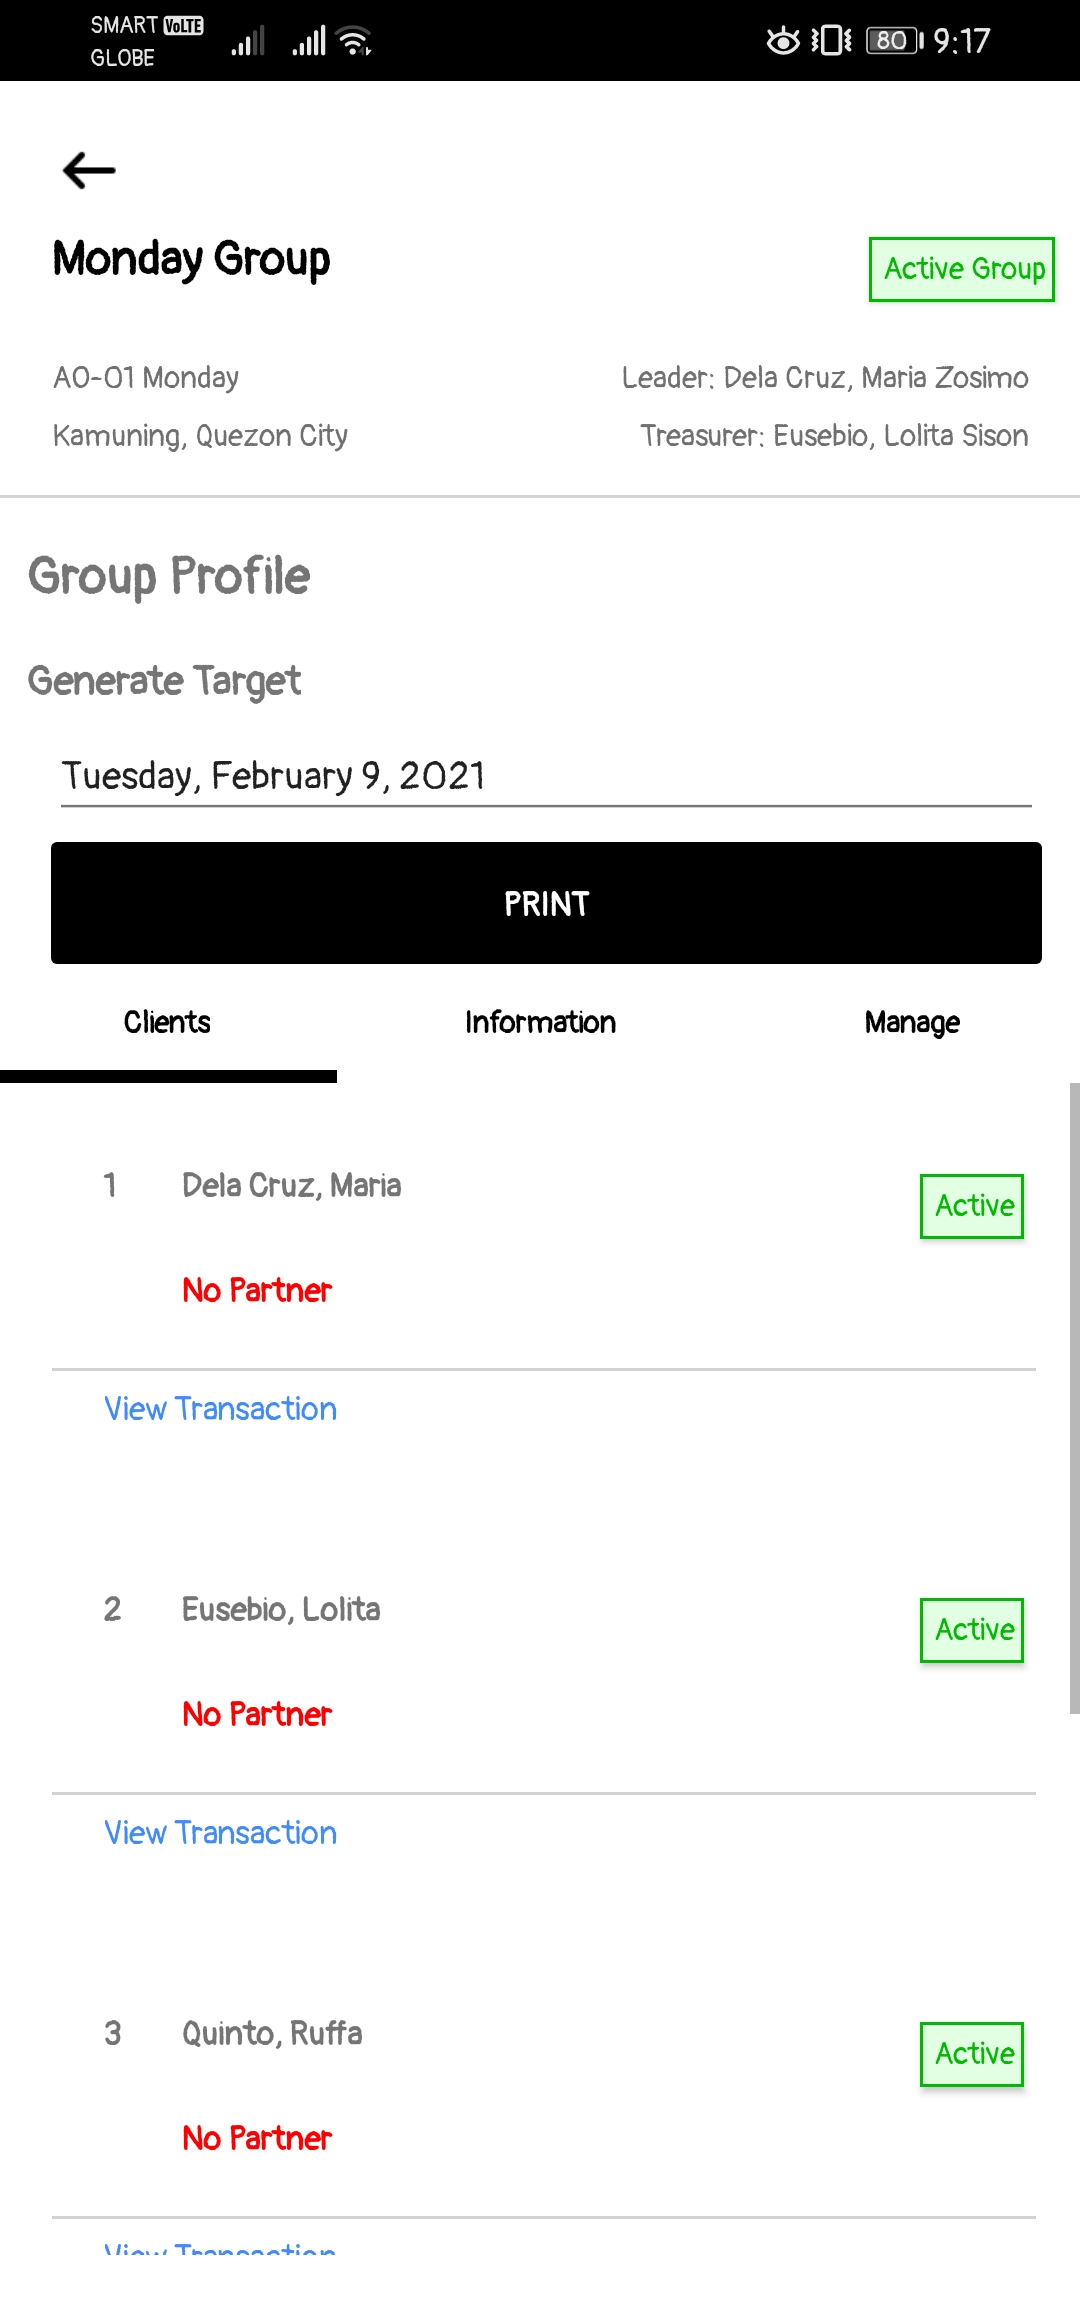 SMART VoLTE
GLOBE
80 9:17
Monday Group
Active Group
AO-01 Monday
Leader: Dela Cruz, Maria Zosimo
Kamuning, Quezon City
Treasurer: Eusebio, Lolita Sison
Group Profile
Generate Target
Tuesday, February 9, 2021
PRINT
Clients Information Manage
1 Dela Cruz, Maria
Active
No Partner
View Transaction
2 Eusebio, Lolita
Active
No Partner
View Transaction
3 Quinto, Ruffa
Active
No Partner
View Transaction